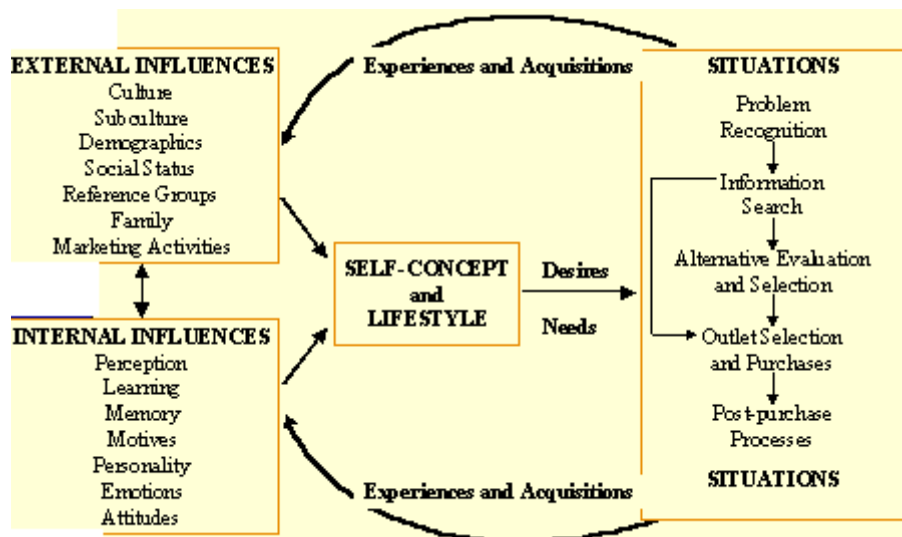 EXTERNAL INFLUENCES
Culture
Subculture
Demographics
Social Status
Reference Groups
Family
Marketing Activities
INTERNAL INFLUENCES
Perception
Learning
Memory
Motives
Personality
Emotions
Attitudes
Experiences and Acquisitions
SELF-CONCEPT
and
LIFESTYLE
Desires
Needs
Experiences and Acquisitions
SITUATIONS
Problem
Recognition
Information
Search
Alternative Evaluation
and Selection
Outlet Selection
and Purchases
Post-purchase
Processes
SITUATIONS